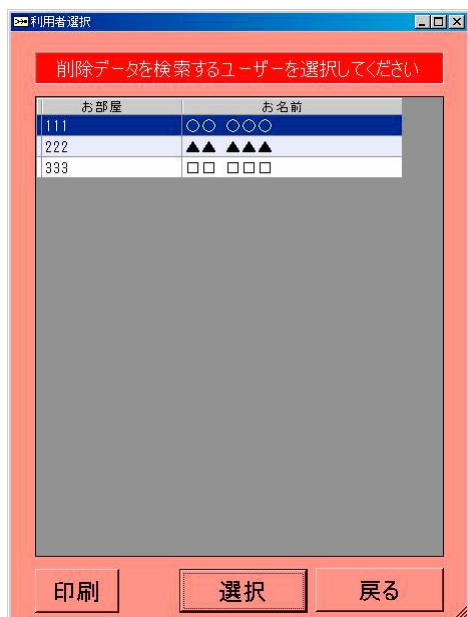 利用者選択
削除データを検索するユーザーを選択してください
お部屋 お名前
111 ○○ ○○○
222 ▲▲ ▲▲▲
333 □□ □□□
印刷 選択 戻る